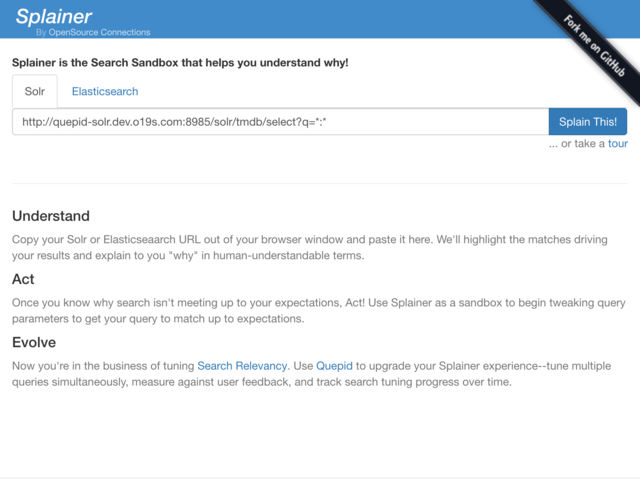 Splainer
By OpenSource Connections
Fork me on GitHub
Splainer is the Search Sandbox that helps you understand why!
Solr
Elasticsearch
http://quepid-solr.dev.o19s.com:8985/solr/tmdb/select?q=*:*
Splain This!
... or take a tour
Understand
Copy your Solr or Elasticseaarch URL out of your browser window and paste it here. We'll highlight the matches driving
your results and explain to you "why" in human-understandable terms.
Act
Once you know why search isn't meeting up to your expectations, Act! Use Splainer as a sandbox to begin tweaking query
parameters to get your query to match up to expectations.
Evolve
Now you're in the business of tuning Search Relevancy. Use Quepid to upgrade your Splainer experience--tune multiple
queries simultaneously, measure against user feedback, and track search tuning progress over time.